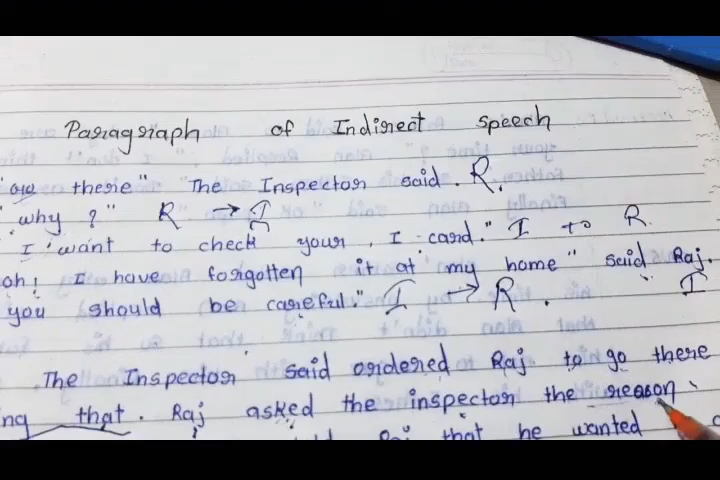 Paragraph of Indirect speech
"Go there" The Inspector said. R.
"why ?" R → I
"I want to check your I card." I to R
oh! I have forgotten it at my home" said Raj.
you should be careful." I → R. I
The Inspector said ordered Raj to go there
ng that. Raj asked the inspector the reason
Raj that he wanted